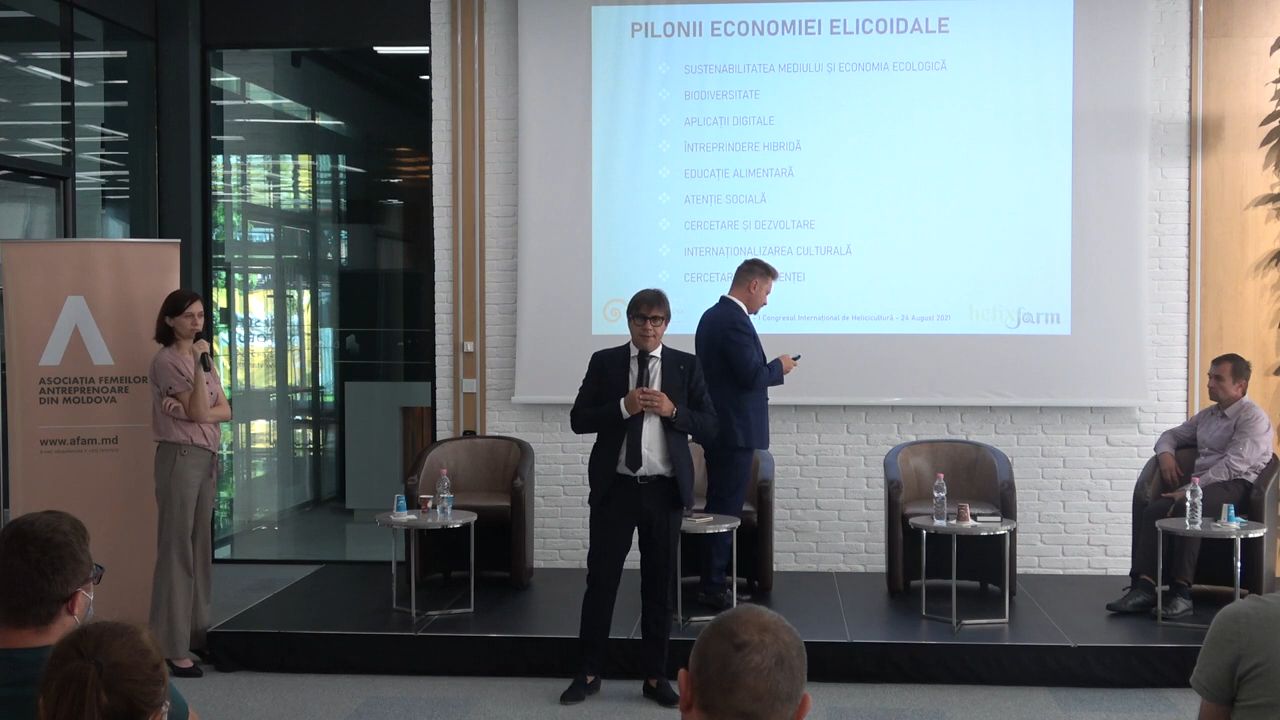 PILONII ECONOMIEI ELICOIDALE
SUSTENABILITATEA MEDIULUI ȘI ECONOMIA ECOLOGICĂ
BIODIVERSITATE
APLICAȚII DIGITALE
ÎNTREPRINDERE HIBRIDĂ
EDUCAȚIE ALIMENTARĂ
ATENȚIE SOCIALĂ
CERCETARE ȘI DEZVOLTARE
INTERNAȚIONALIZAREA CULTURALĂ
I Congresul Internațional de Helicicultură - 24 August 2021
helixfarm
ASOCIAȚIA FEMEILOR
ANTREPRENOARE
DIN MOLDOVA
www.afam.md